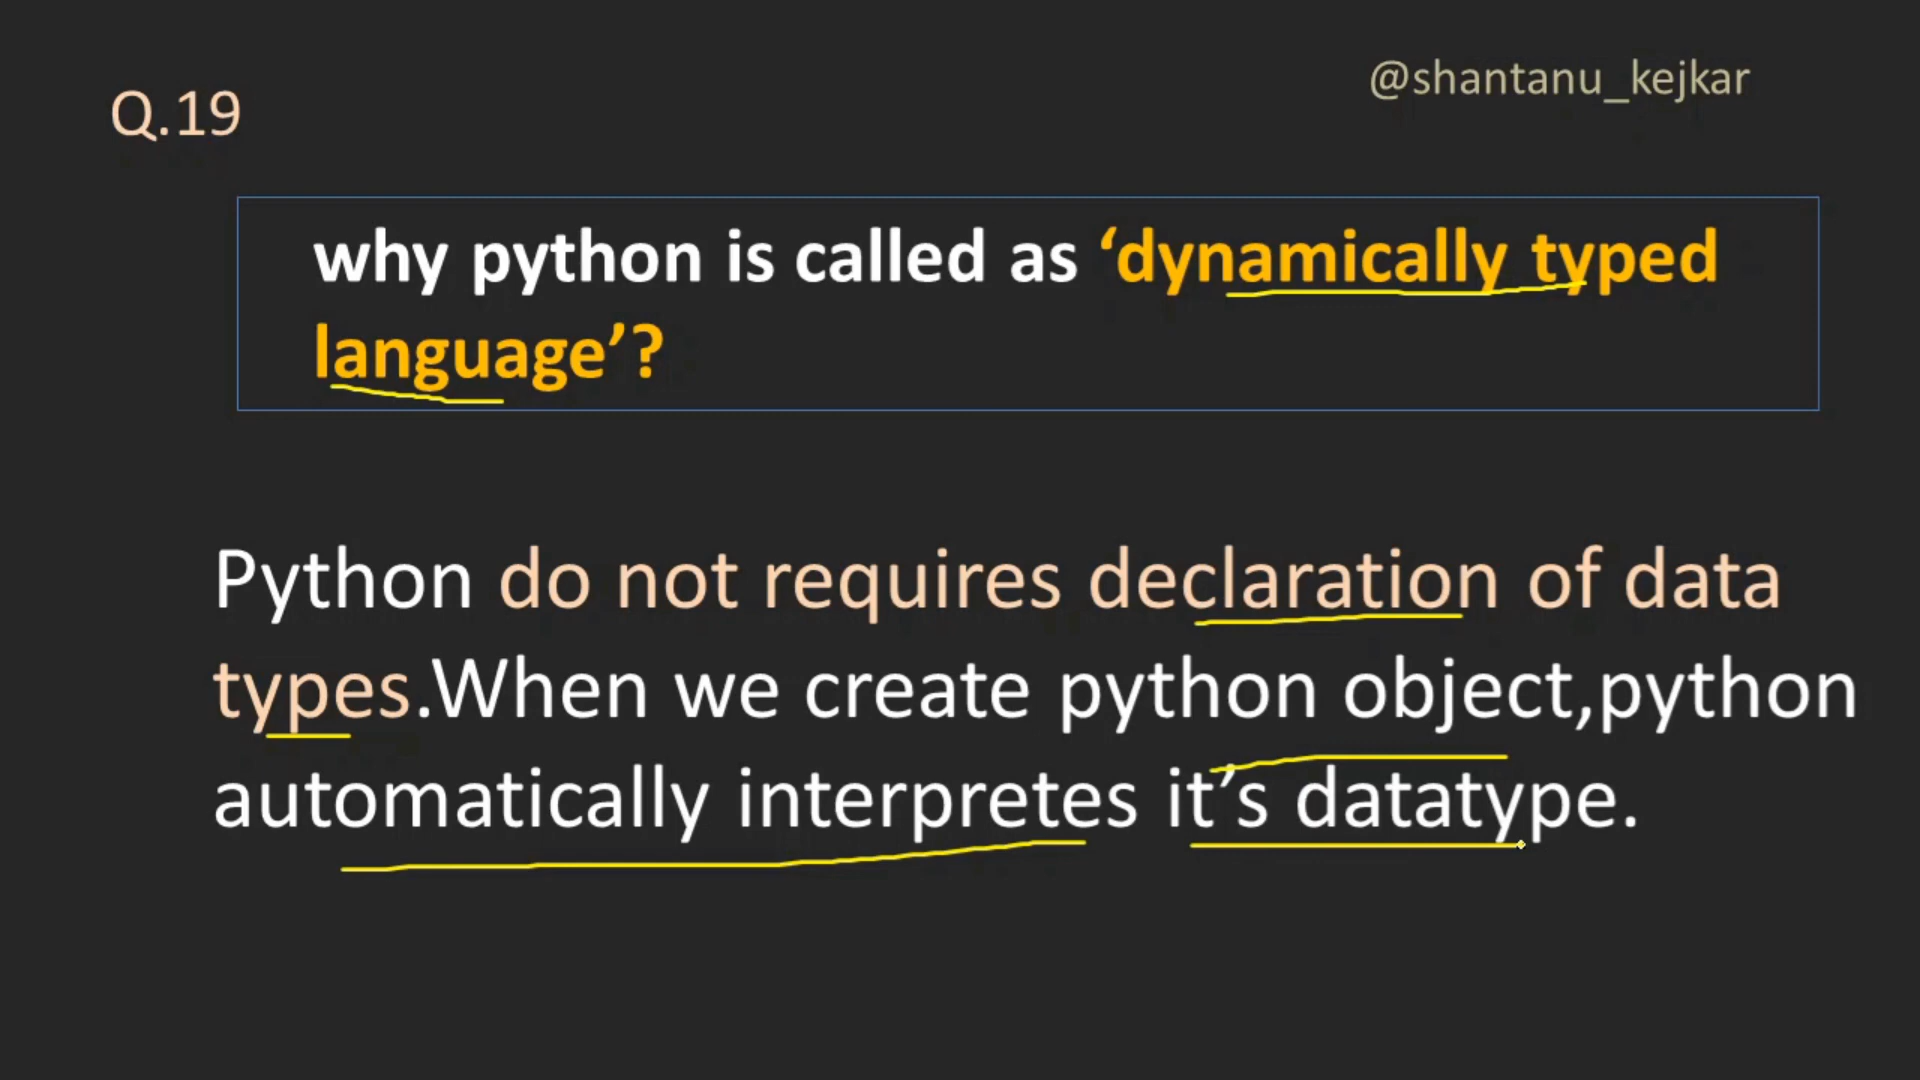 @shantanu_kejkar
Q.19
why python is called as ‘dynamically typed
language’?
Python do not requires declaration of data
types.When we create python object,python
automatically interpretes it’s datatype.